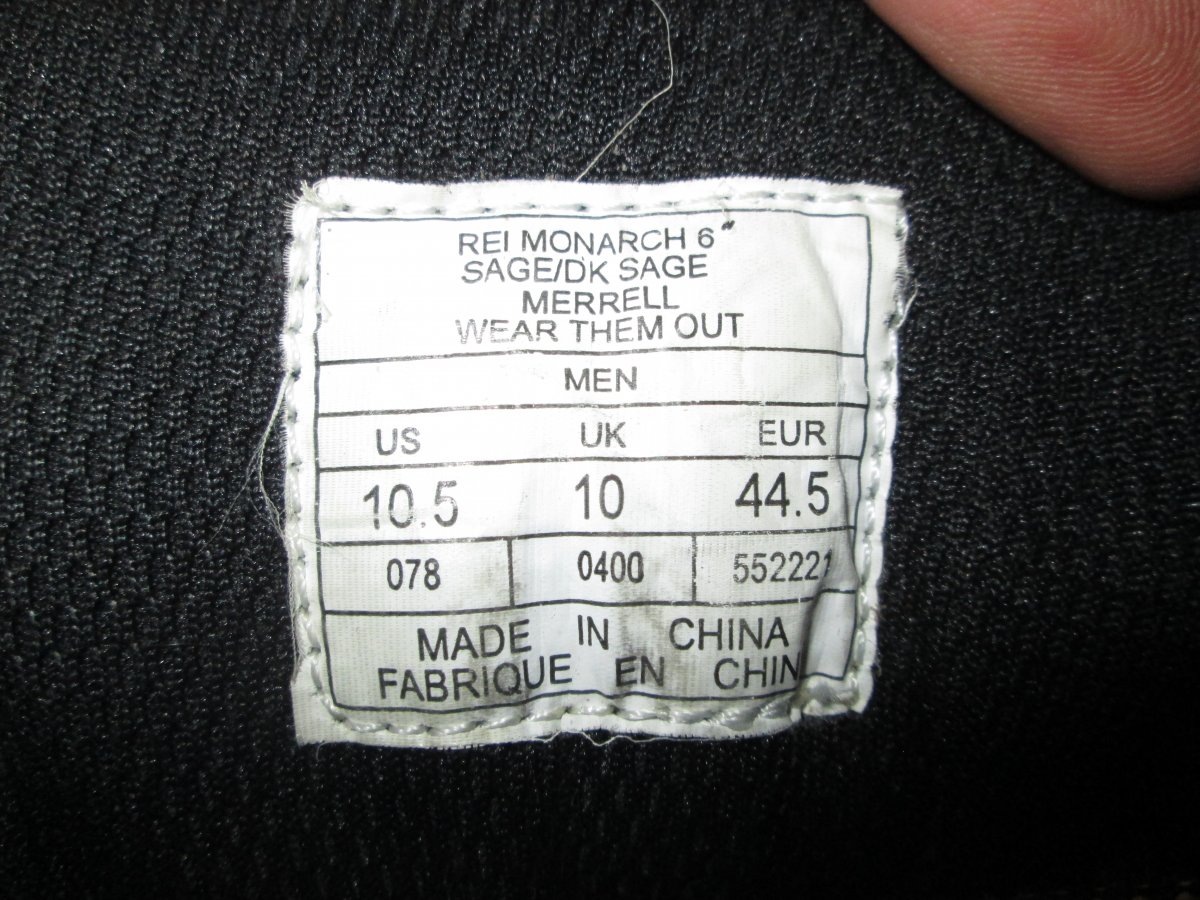 REI MONARCH 6"
SAGE/DK SAGE
MERRELL
WEAR THEM OUT
MEN
US UK EUR
10.5 10 44.5
078 0400 552221
MADE IN CHINA
FABRIQUE EN CHIN